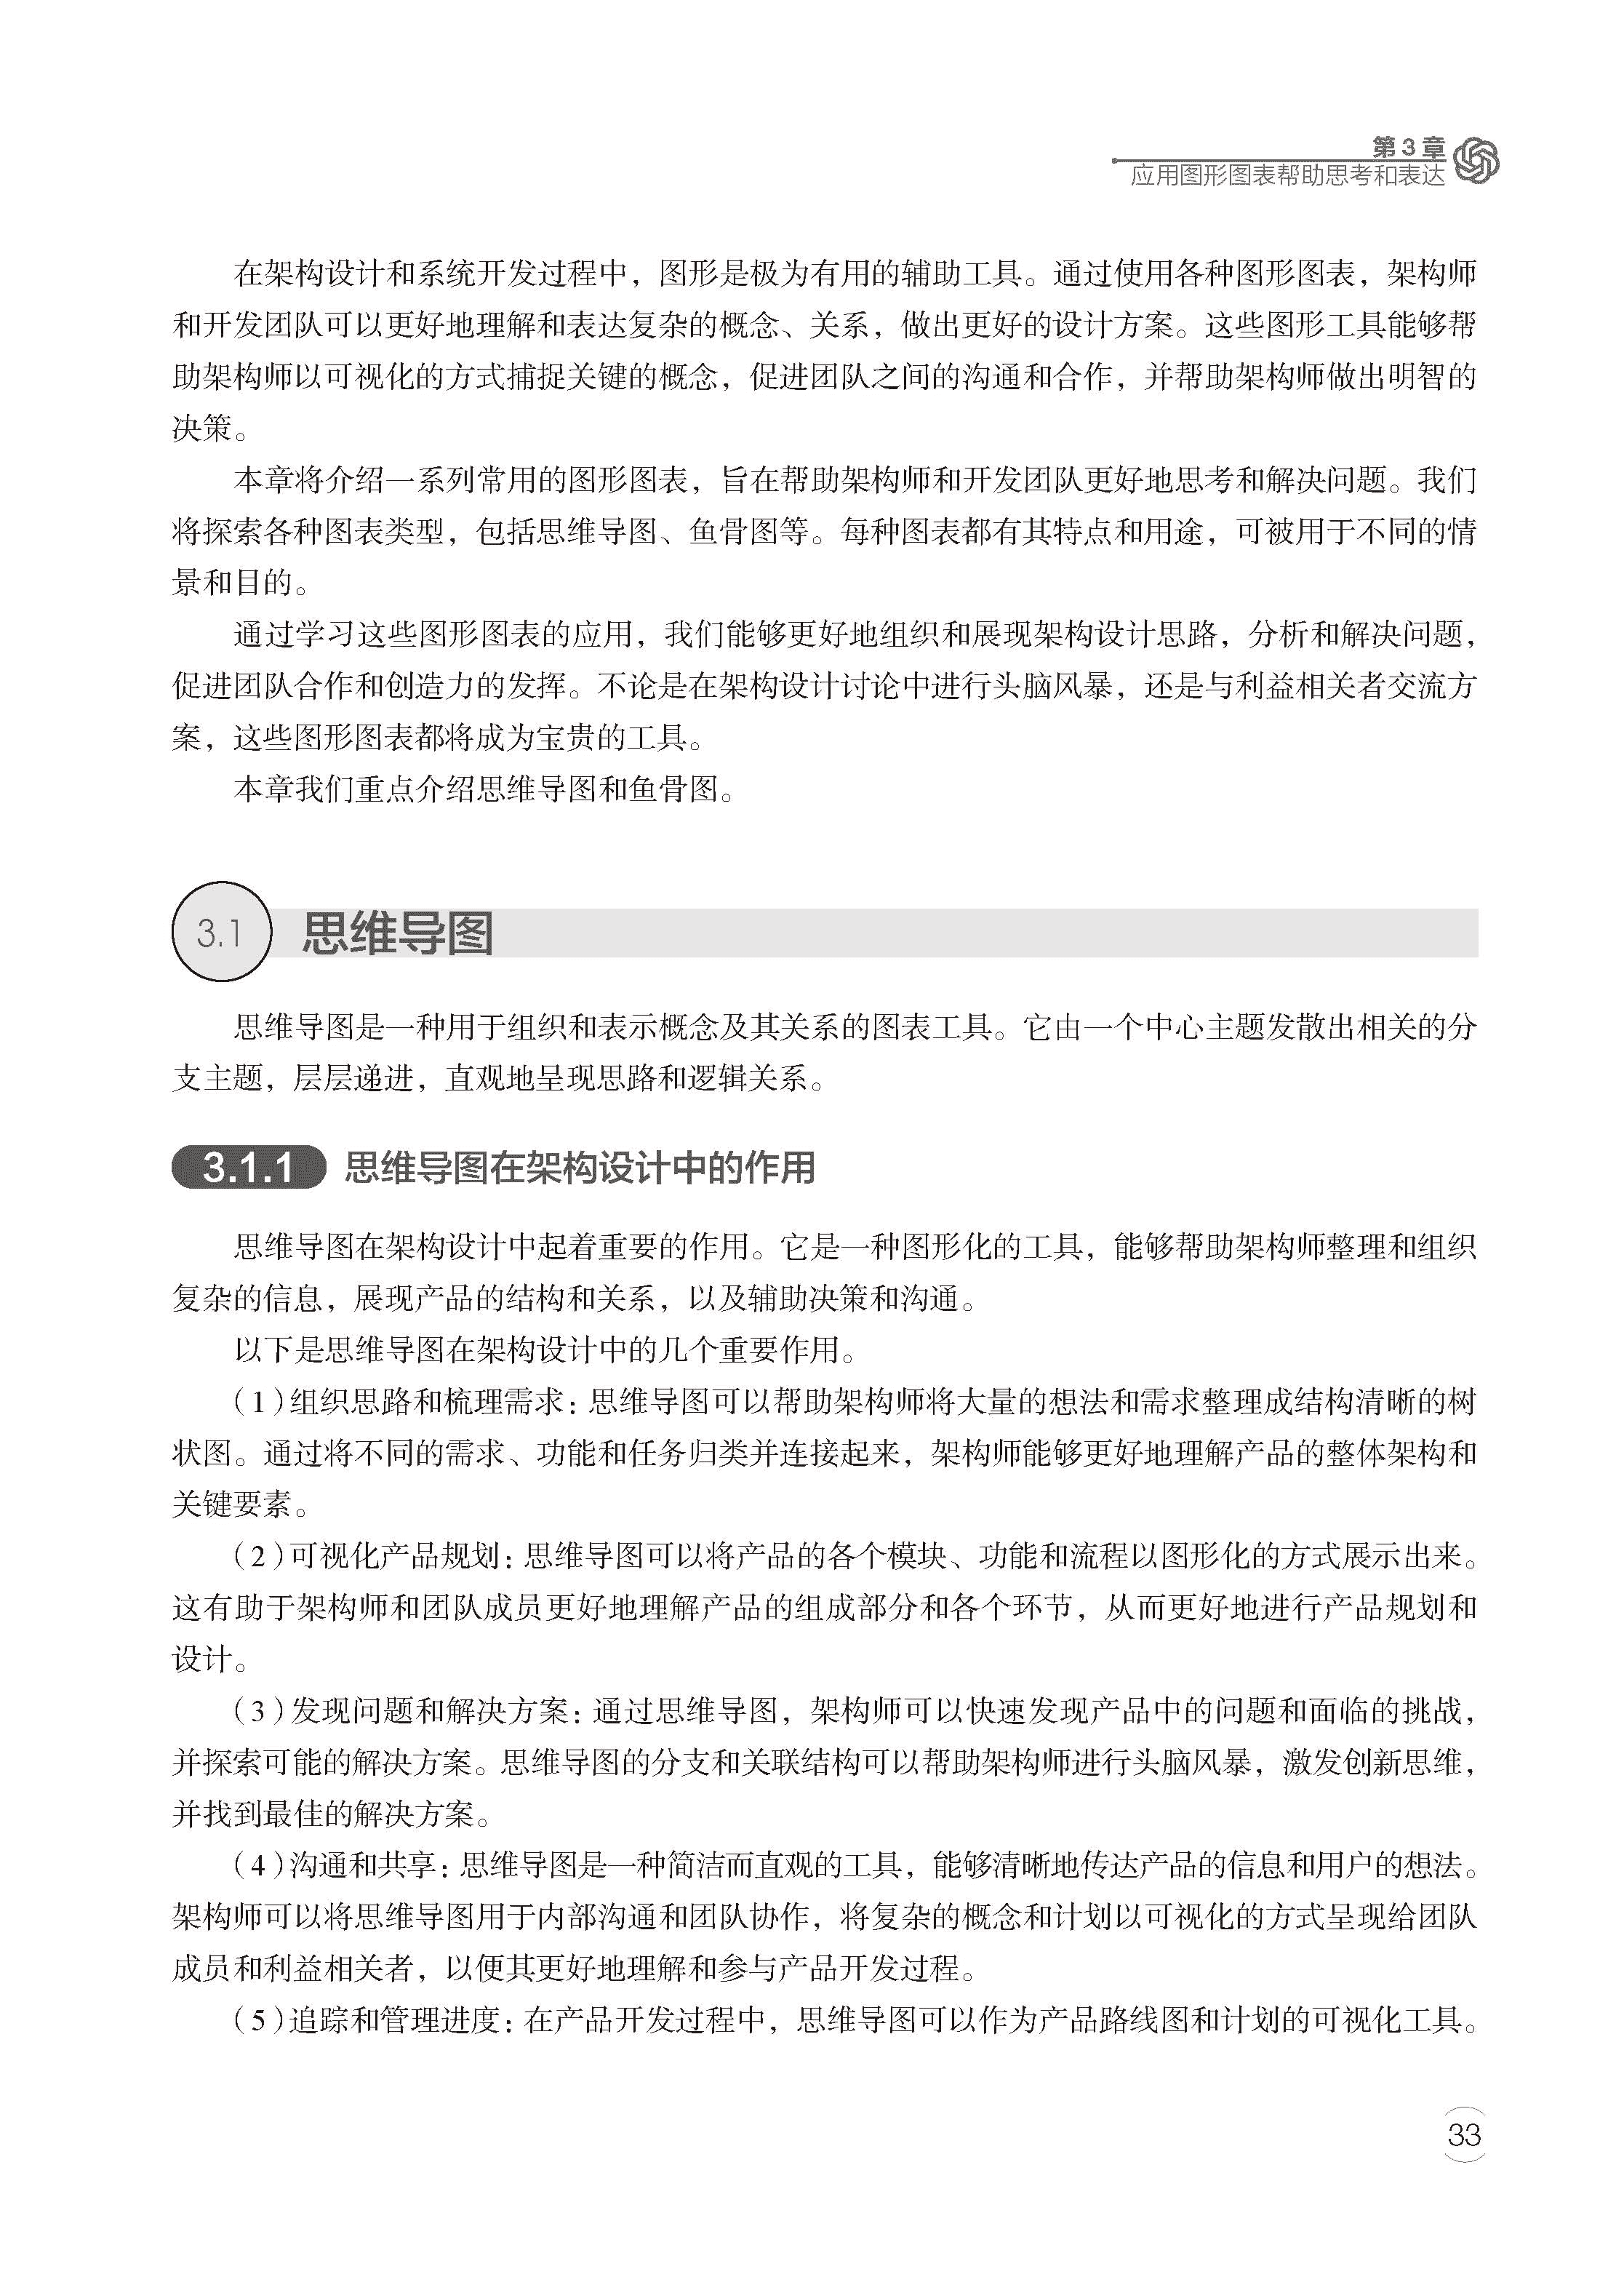 第3章
应用图形图表帮助思考和表达
在架构设计和系统开发过程中，图形是极为有用的辅助工具。通过使用各种图形图表，架构师
和开发团队可以更好地理解和表达复杂的概念、关系，做出更好的设计方案。这些图形工具能够帮
助架构师以可视化的方式捕捉关键的概念，促进团队之间的沟通和合作，并帮助架构师做出明智的
决策。
本章将介绍一系列常用的图形图表，旨在帮助架构师和开发团队更好地思考和解决问题。我们
将探索各种图表类型，包括思维导图、鱼骨图等。每种图表都有其特点和用途，可被用于不同的情
景和目的。
通过学习这些图形图表的应用，我们能够更好地组织和展现架构设计思路，分析和解决问题，
促进团队合作和创造力的发挥。不论是在架构设计讨论中进行头脑风暴，还是与利益相关者交流方
案，这些图形图表都将成为宝贵的工具。
本章我们重点介绍思维导图和鱼骨图。
3.1 思维导图
思维导图是一种用于组织和表示概念及其关系的图表工具。它由一个中心主题发散出相关的分
支主题，层层递进，直观地呈现思路和逻辑关系。
3.1.1 思维导图在架构设计中的作用
思维导图在架构设计中起着重要的作用。它是一种图形化的工具，能够帮助架构师整理和组织
复杂的信息，展现产品的结构和关系，以及辅助决策和沟通。
以下是思维导图在架构设计中的几个重要作用。
（1）组织思路和梳理需求：思维导图可以帮助架构师将大量的想法和需求整理成结构清晰的树
状图。通过将不同的需求、功能和任务归类并连接起来，架构师能够更好地理解产品的整体架构和
关键要素。
（2）可视化产品规划：思维导图可以将产品的各个模块、功能和流程以图形化的方式展示出来。
这有助于架构师和团队成员更好地理解产品的组成部分和各个环节，从而更好地进行产品规划和
设计。
（3）发现问题和解决方案：通过思维导图，架构师可以快速发现产品中的问题和面临的挑战，
并探索可能的解决方案。思维导图的分支和关联结构可以帮助架构师进行头脑风暴，激发创新思维，
并找到最佳的解决方案。
（4）沟通和共享：思维导图是一种简洁而直观的工具，能够清晰地传达产品的信息和用户的想法。
架构师可以将思维导图用于内部沟通和团队协作，将复杂的概念和计划以可视化的方式呈现给团队
成员和利益相关者，以便其更好地理解和参与产品开发过程。
（5）追踪和管理进度：在产品开发过程中，思维导图可以作为产品路线图和计划的可视化工具。
33